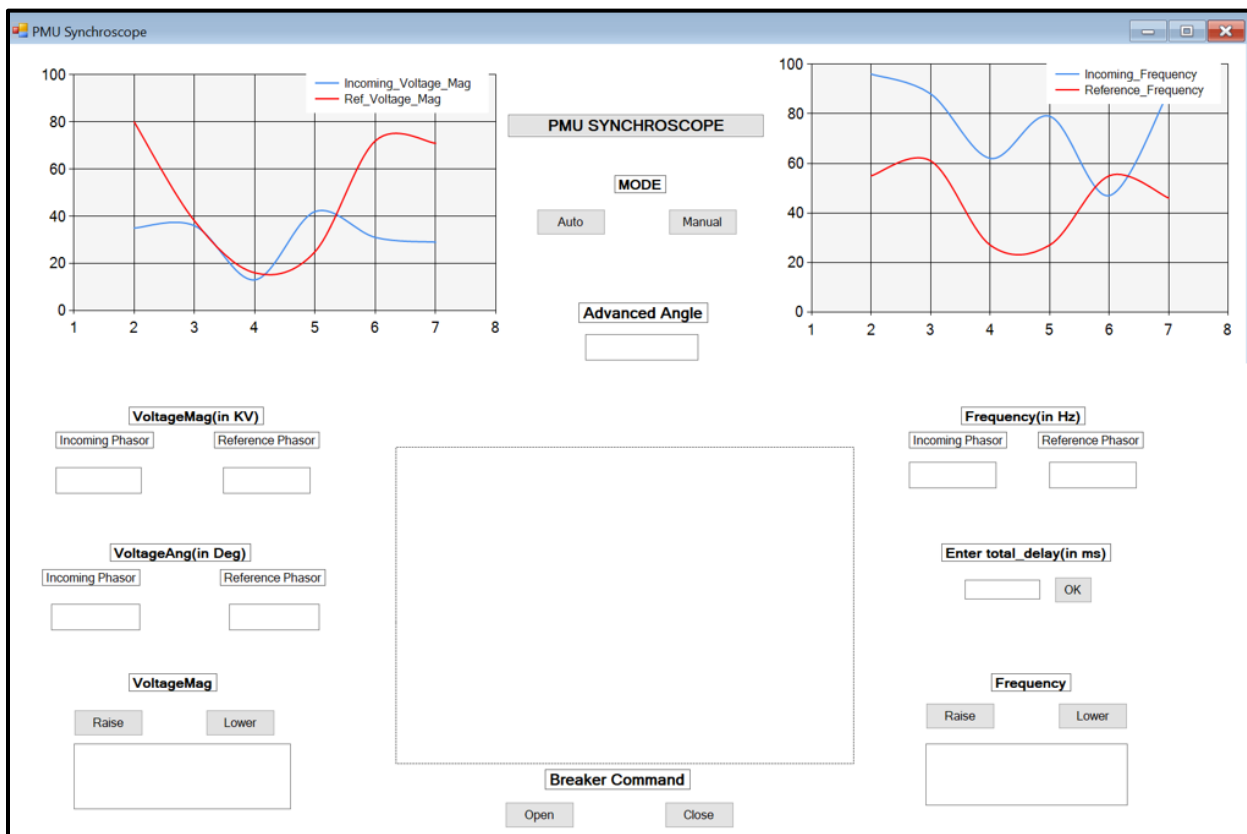 PMU Synchroscope
Incoming_Voltage_Mag
Ref_Voltage_Mag
100
80
60
40
20
0
1 2 3 4 5 6 7 8
PMU SYNCHROSCOPE
MODE
Auto Manual
Advanced Angle
Incoming_Frequency
Reference_Frequency
100
80
60
40
20
0
1 2 3 4 5 6 7 8
VoltageMag(in KV)
Incoming Phasor Reference Phasor
VoltageAng(in Deg)
Incoming Phasor Reference Phasor
VoltageMag
Raise Lower
Breaker Command
Open Close
Frequency(in Hz)
Incoming Phasor Reference Phasor
Enter total_delay(in ms)
OK
Frequency
Raise Lower